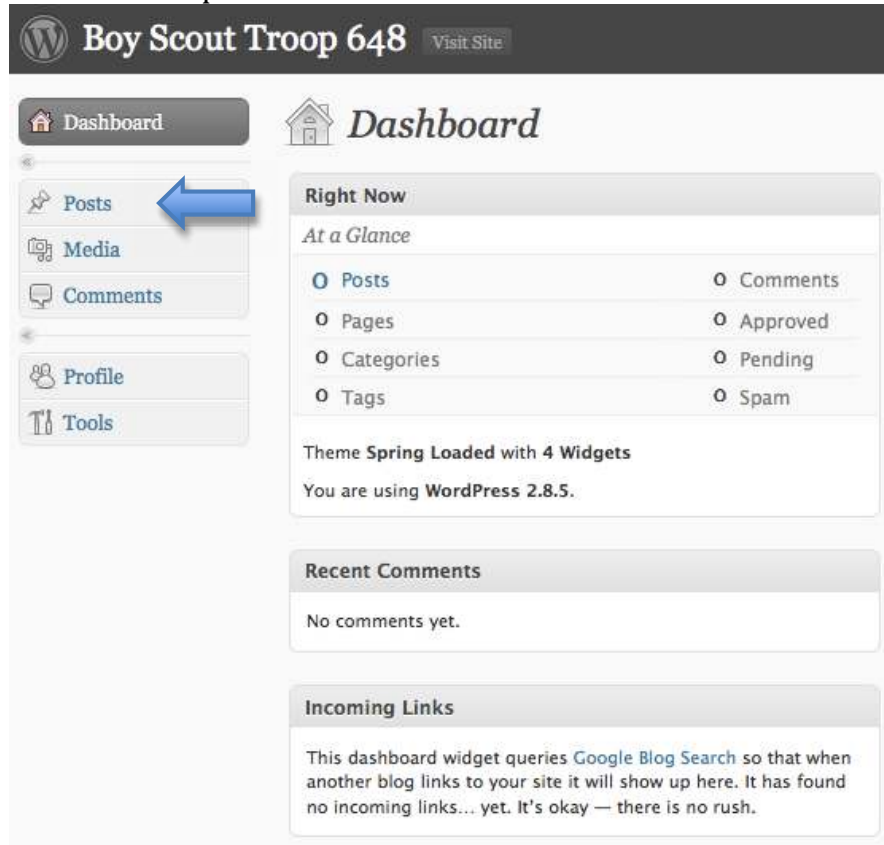 Boy Scout Troop 648 Visit Site
Dashboard
Posts
Media
Comments
Profile
Tools
Dashboard
Right Now
At a Glance
0 Posts 0 Comments
0 Pages 0 Approved
0 Categories 0 Pending
0 Tags 0 Spam
Theme Spring Loaded with 4 Widgets
You are using WordPress 2.8.5.
Recent Comments
No comments yet.
Incoming Links
This dashboard widget queries Google Blog Search so that when
another blog links to your site it will show up here. It has found
no incoming links... yet. It's okay — there is no rush.